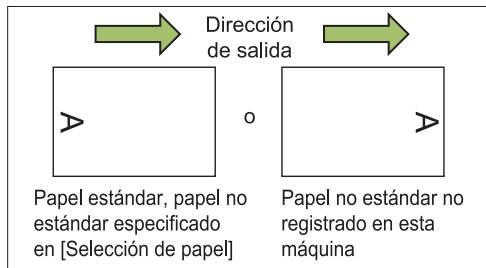 Dirección
de salida
A
o
A
Papel estándar, papel no
estándar especificado
en [Selección de papel]
Papel no estándar no
registrado en esta
máquina